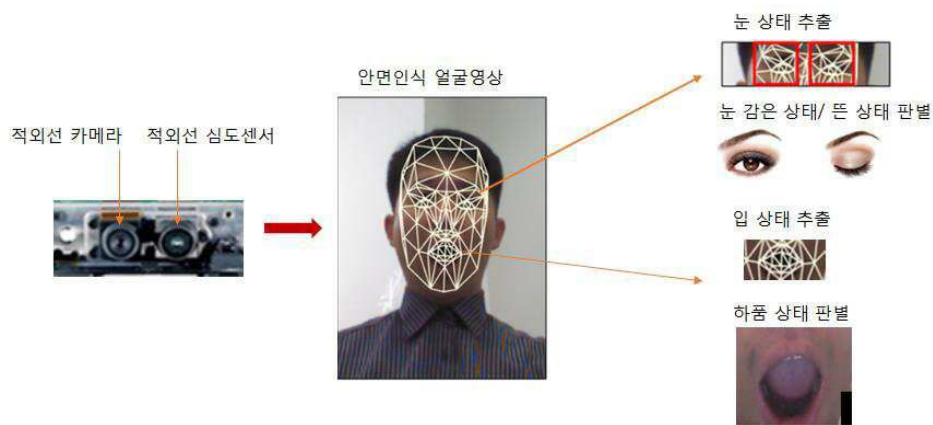 적외선 카메라
적외선 심도센서
안면인식 얼굴영상
눈 상태 추출
눈 감은 상태/ 뜬 상태 판별
입 상태 추출
하품 상태 판별